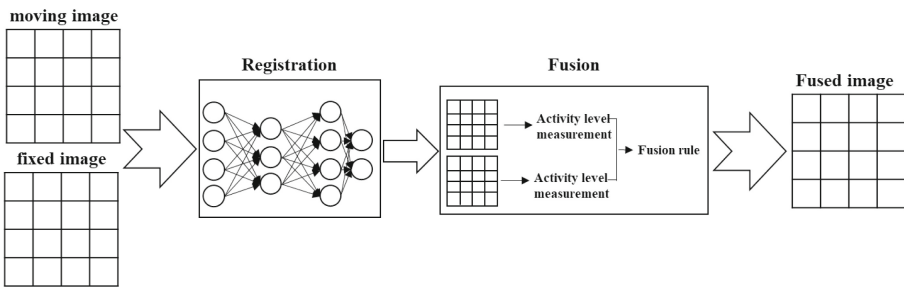 moving image
fixed image
Registration
Fusion
Activity level
measurement
Activity level
measurement
Fusion rule
Fused image